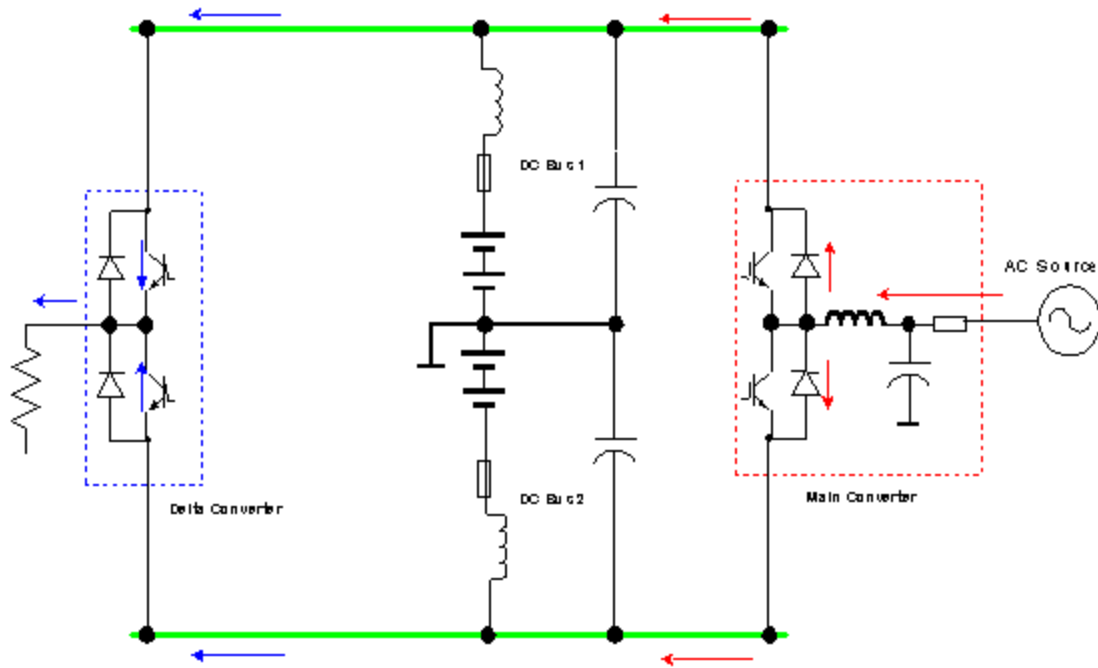 DC Bus 1
AC Source
DC Bus 2
Delta Converter
Main Converter